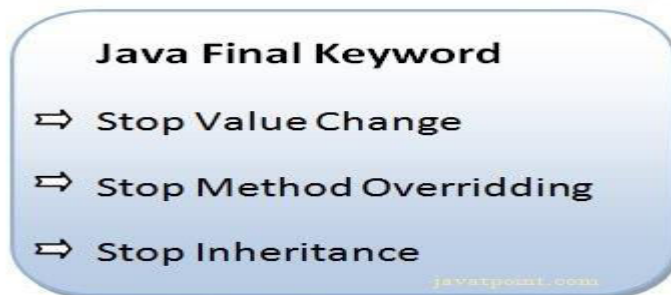 Java Final Keyword
⇨ Stop Value Change
⇨ Stop Method Overridding
⇨ Stop Inheritance
javatpoint.com